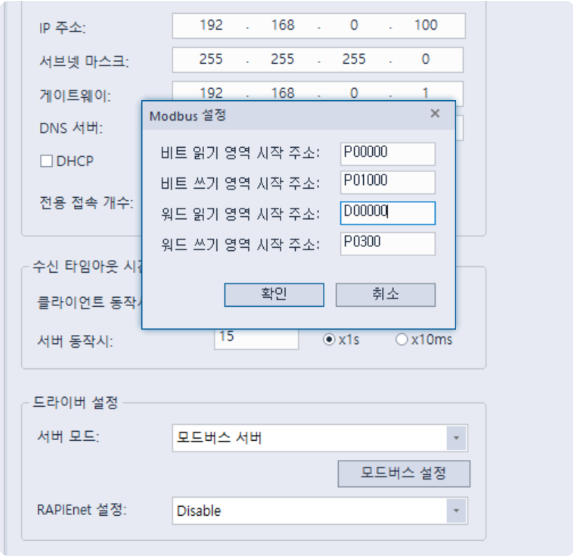 IP 주소: 192 . 168 . 0 . 100
서브넷 마스크: 255 . 255 . 255 . 0
게이트웨이: 192 . 168 . 0 . 1
DNS 서버:
DHCP
전용 접속 개수:
Modbus 설정 ×
비트 읽기 영역 시작 주소: P00000
비트 쓰기 영역 시작 주소: P01000
워드 읽기 영역 시작 주소: D00000
워드 쓰기 영역 시작 주소: P0300
확인 취소
수신 타임아웃
클라이언트
서버 동작시: 15 x1s x10ms
드라이버 설정
서버 모드: 모드버스 서버
모드버스 설정
RAPIEnet 설정: Disable